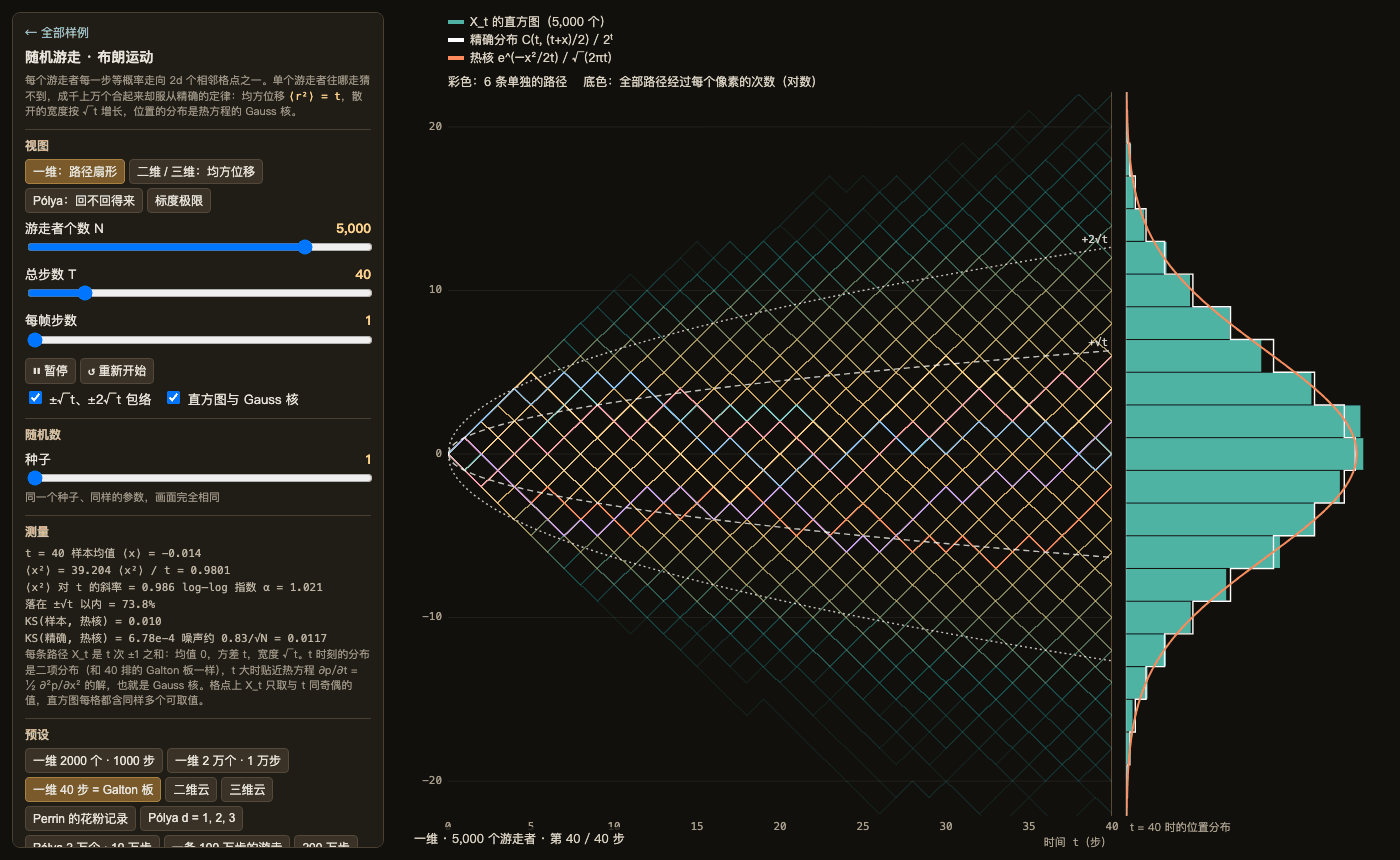 ← 全部样例
随机游走 · 布朗运动
每个游走者每一步等概率走向 2d 个相邻格点之一。单个游走者往哪走猜
不到，成千上万个合起来却服从精确的定律：均方位移 ⟨r²⟩ = t，散
开的宽度按 √t 增长，位置的分布是热方程的 Gauss 核。
视图
一维：路径扇形
二维 / 三维：均方位移
Pólya：回不回得来
标度极限
游走者个数 N 5,000
总步数 T 40
每帧步数 1
⏸ 暂停
↺ 重新开始
±√t、±2√t 包络
直方图与 Gauss 核
随机数
种子 1
同一个种子、同样的参数，画面完全相同
测量
t = 40 样本均值 ⟨x⟩ = −0.014
⟨x²⟩ = 39.204 ⟨x²⟩ / t = 0.9801
⟨x²⟩ 对 t 的斜率 = 0.986 log-log 指数 α = 1.021
落在 ±√t 以内 = 73.8%
KS(样本, 热核) = 0.010
KS(精确, 热核) = 6.78e-4 噪声约 0.83/√N = 0.0117
每条路径 X_t 是 t 次 ±1 之和：均值 0，方差 t，宽度 √t。t 时刻的分布
是二项分布（和 40 排的 Galton 板一样），t 大时贴近热方程 ∂p/∂t =
½ ∂²p/∂x² 的解，也就是 Gauss 核。格点上 X_t 只取与 t 同奇偶的
值，直方图每格都含同样多个可取值。
预设
一维 2000 个 · 1000 步
一维 2 万个 · 1 万步
一维 40 步 = Galton 板
二维云
三维云
Perrin 的花粉记录
Pólya d = 1, 2, 3
X_t 的直方图（5,000 个）
精确分布 C(t, (t+x)/2) / 2ᵗ
热核 e^(−x²/2t) / √(2πt)
彩色：6 条单独的路径 底色：全部路径经过每个像素的次数（对数）
20
10
0
−10
−20
+2√t
+√t
0 5 10 15 20 25 30 35 40
t = 40 时的位置分布
一维 · 5,000 个游走者 · 第 40 / 40 步
时间 t（步）